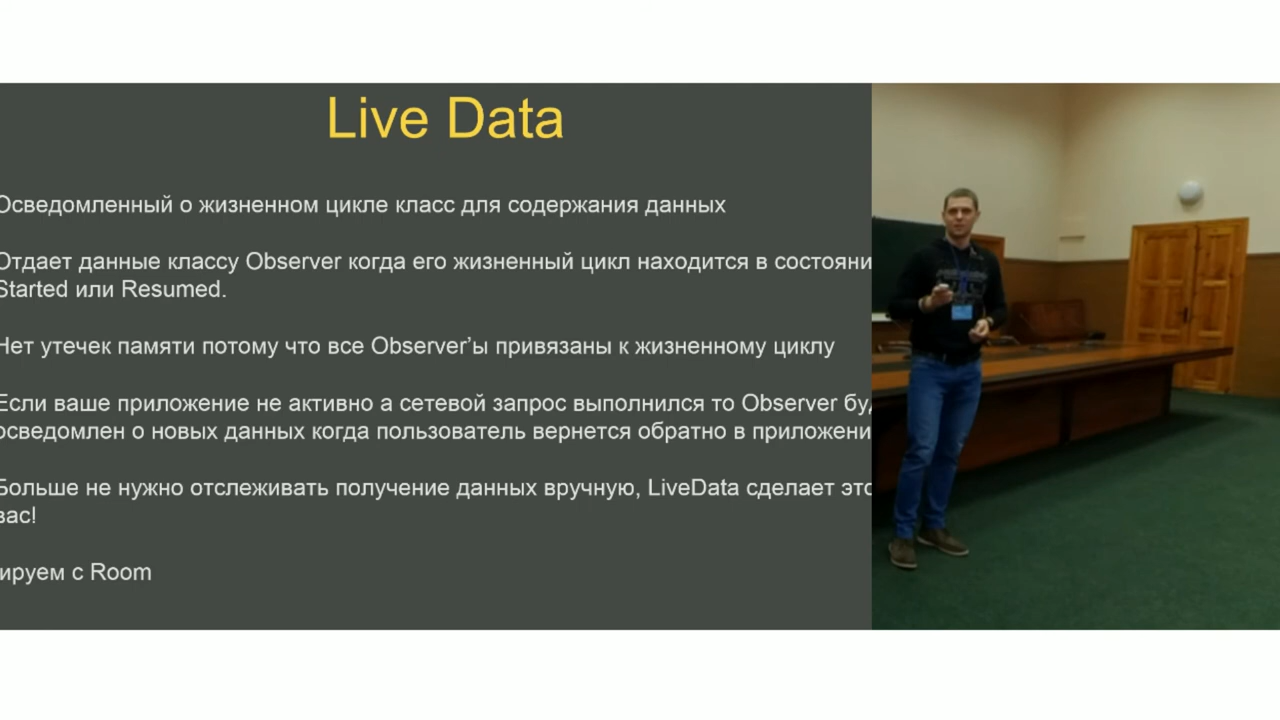 Live Data
Осведомленный о жизненном цикле класс для содержания данных
Отдает данные классу Observer когда его жизненный цикл находится в состояни
Started или Resumed.
Нет утечек памяти потому что все Observer’ы привязаны к жизненному циклу
Если ваше приложение не активно а сетевой запрос выполнился то Observer бу
осведомлен о новых данных когда пользователь вернется обратно в приложени
Больше не нужно отслеживать получение данных вручную, LiveData сделает это
вас!
ируем с Room